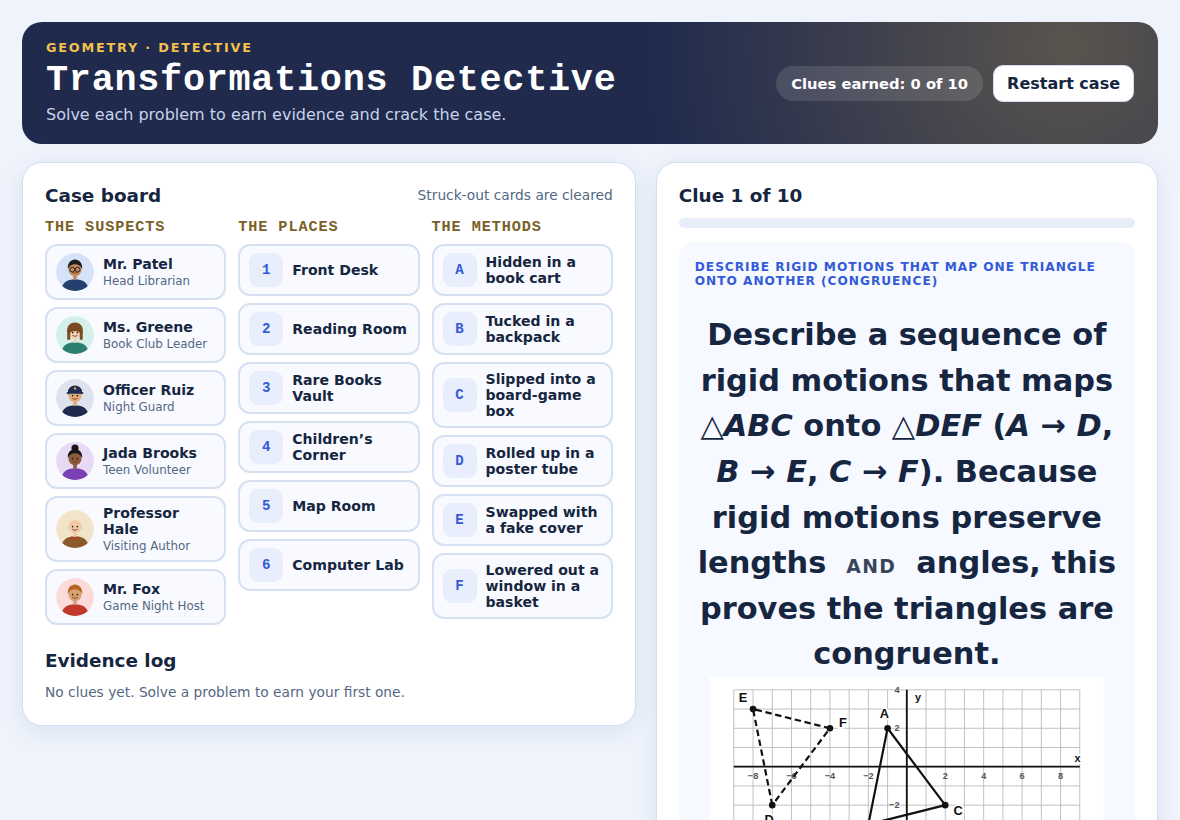 GEOMETRY · DETECTIVE
Transformations Detective
Solve each problem to earn evidence and crack the case.
Clues earned: 0 of 10
Restart case
Case board
Struck-out cards are cleared
THE SUSPECTS
Mr. Patel
Head Librarian
Ms. Greene
Book Club Leader
Officer Ruiz
Night Guard
Jada Brooks
Teen Volunteer
Professor
Hale
Visiting Author
Mr. Fox
Game Night Host
THE PLACES
1 Front Desk
2 Reading Room
3 Rare Books
Vault
4 Children’s
Corner
5 Map Room
6 Computer Lab
THE METHODS
A Hidden in a
book cart
B Tucked in a
backpack
C Slipped into a
board-game
box
D Rolled up in a
poster tube
E Swapped with
a fake cover
F Lowered out a
window in a
basket
Evidence log
No clues yet. Solve a problem to earn your first one.
Clue 1 of 10
DESCRIBE RIGID MOTIONS THAT MAP ONE TRIANGLE
ONTO ANOTHER (CONGRUENCE)
Describe a sequence of
rigid motions that maps
△ABC onto △DEF (A → D,
B → E, C → F). Because
rigid motions preserve
lengths AND angles, this
proves the triangles are
congruent.
E
F
A
4
y
2
x
−8 −6 −4 −2 2 4 6 8
−2
C
D